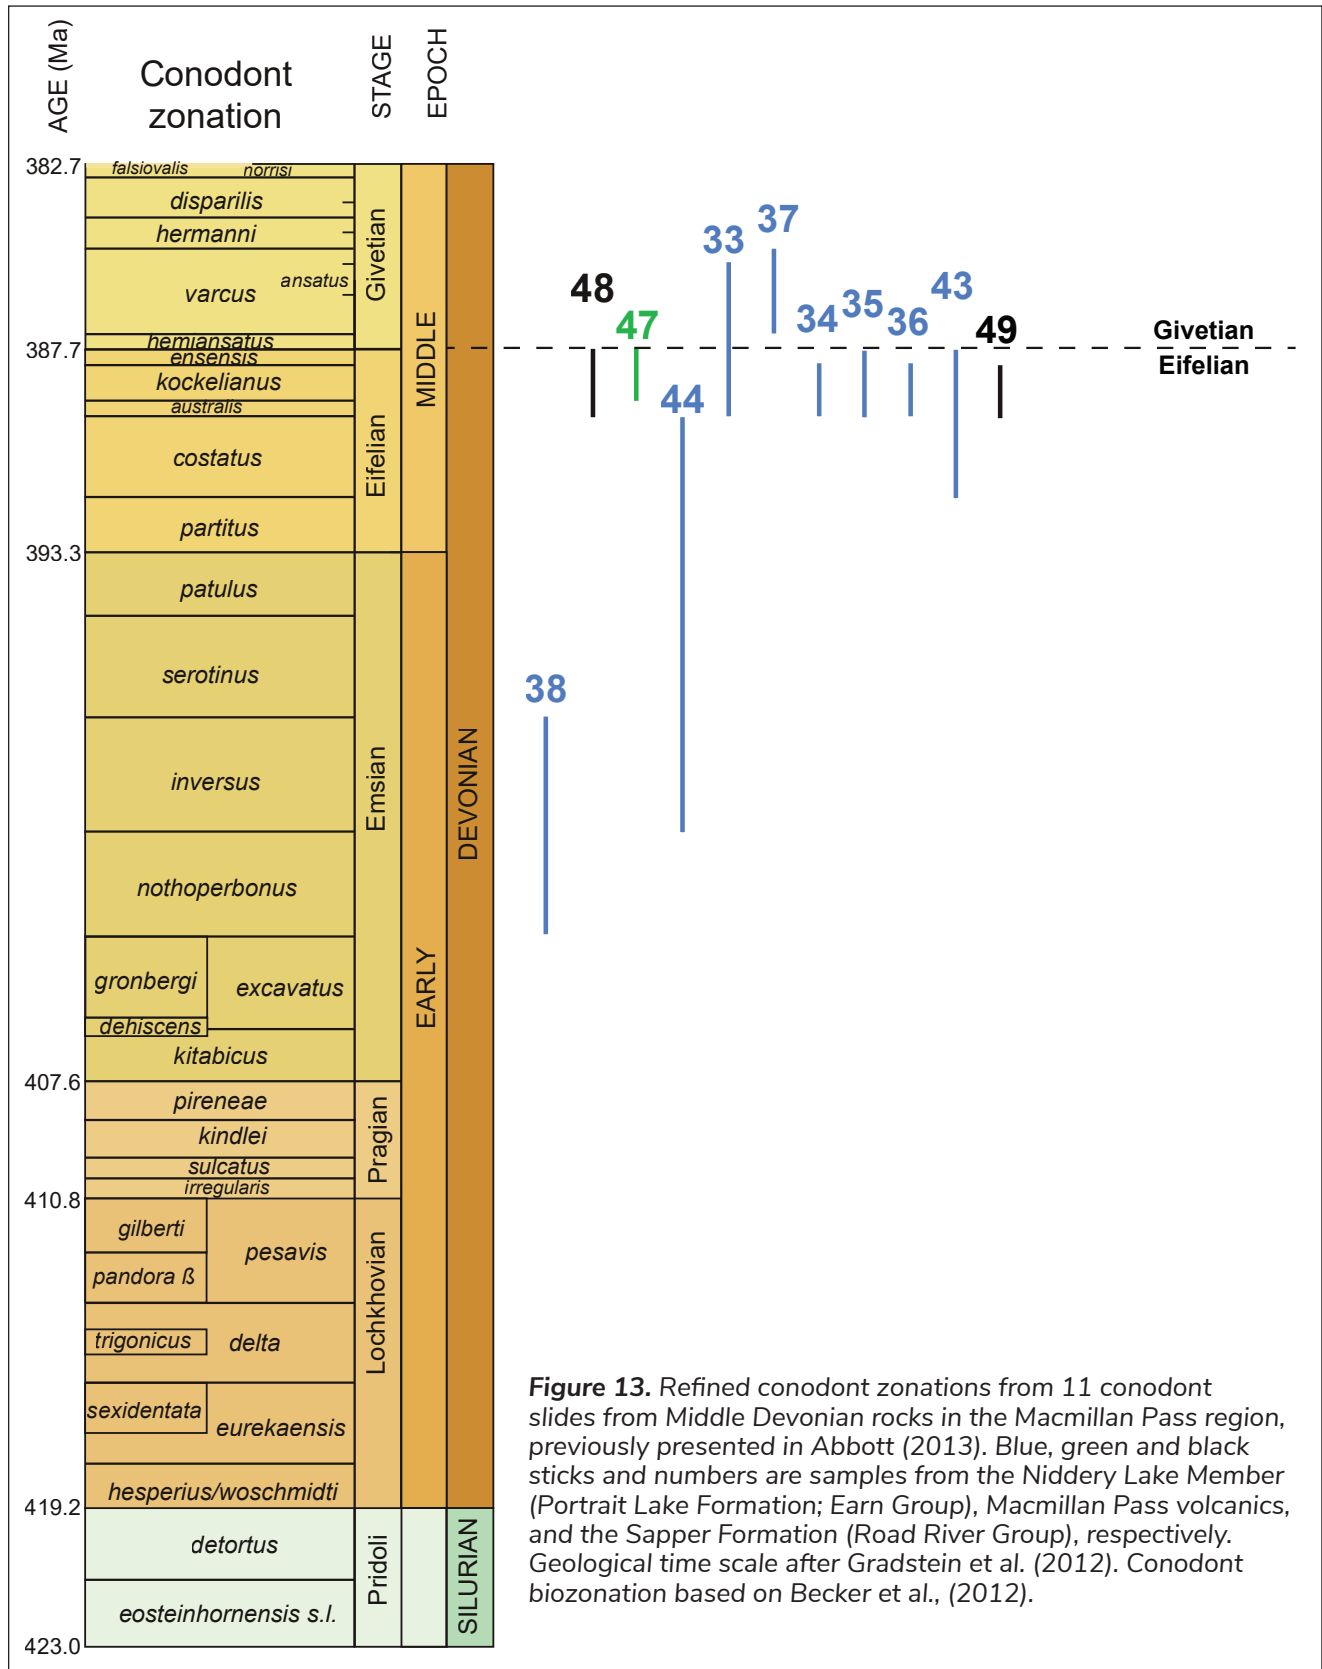 AGE (Ma)
Conodont
zonation
STAGE
EPOCH
382.7
falsiovalis norrisi
disparilis
hermanni
ansatus
varcus
hemiansatus
387.7
ensensis
kockelianus
australis
costatus
partitus
393.3
patulus
serotinus
inversus
nothoperbonus
gronbergi
excavatus
dehiscens
kitabicus
407.6
pireneae
kindlei
sulcatus
irregularis
410.8
gilberti
pesavis
pandora ß
trigonicus delta
sexidentata
eurekaensis
hesperius/woschmidti
419.2
detortus
eosteinhornensis s.l.
423.0
Givetian
Eifelian
Emsian
Pragian
Lochkhovian
Pridoli
MIDDLE
EARLY
DEVONIAN
SILURIAN
38
48
47
44
33
37
34
35
36
43
49
Givetian
Eifelian
Figure 13. Refined conodont zonations from 11 conodont
slides from Middle Devonian rocks in the Macmillan Pass region,
previously presented in Abbott (2013). Blue, green and black
sticks and numbers are samples from the Niddery Lake Member
(Portrait Lake Formation; Earn Group), Macmillan Pass volcanics,
and the Sapper Formation (Road River Group), respectively.
Geological time scale after Gradstein et al. (2012). Conodont
biozonation based on Becker et al., (2012).